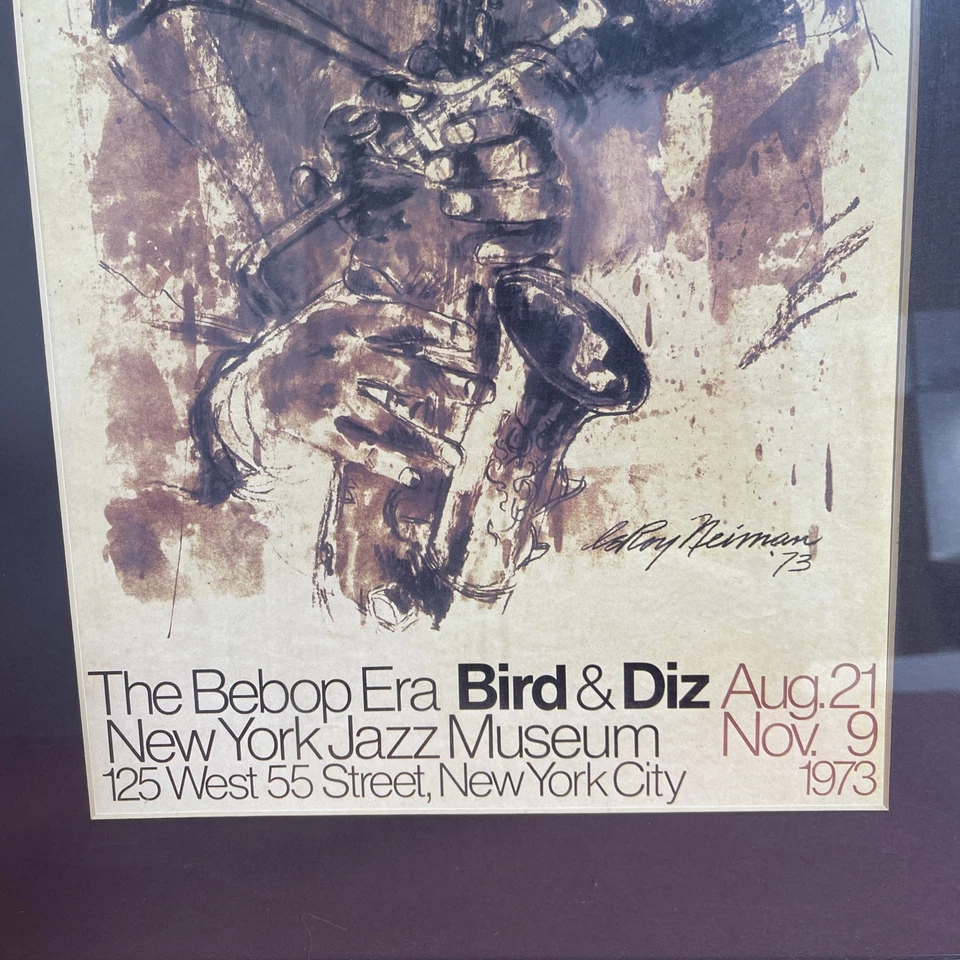 LeRoy Neiman
'73
The Bebop Era Bird & Diz Aug. 21
New York Jazz Museum Nov. 9
125 West 55 Street, New York City 1973